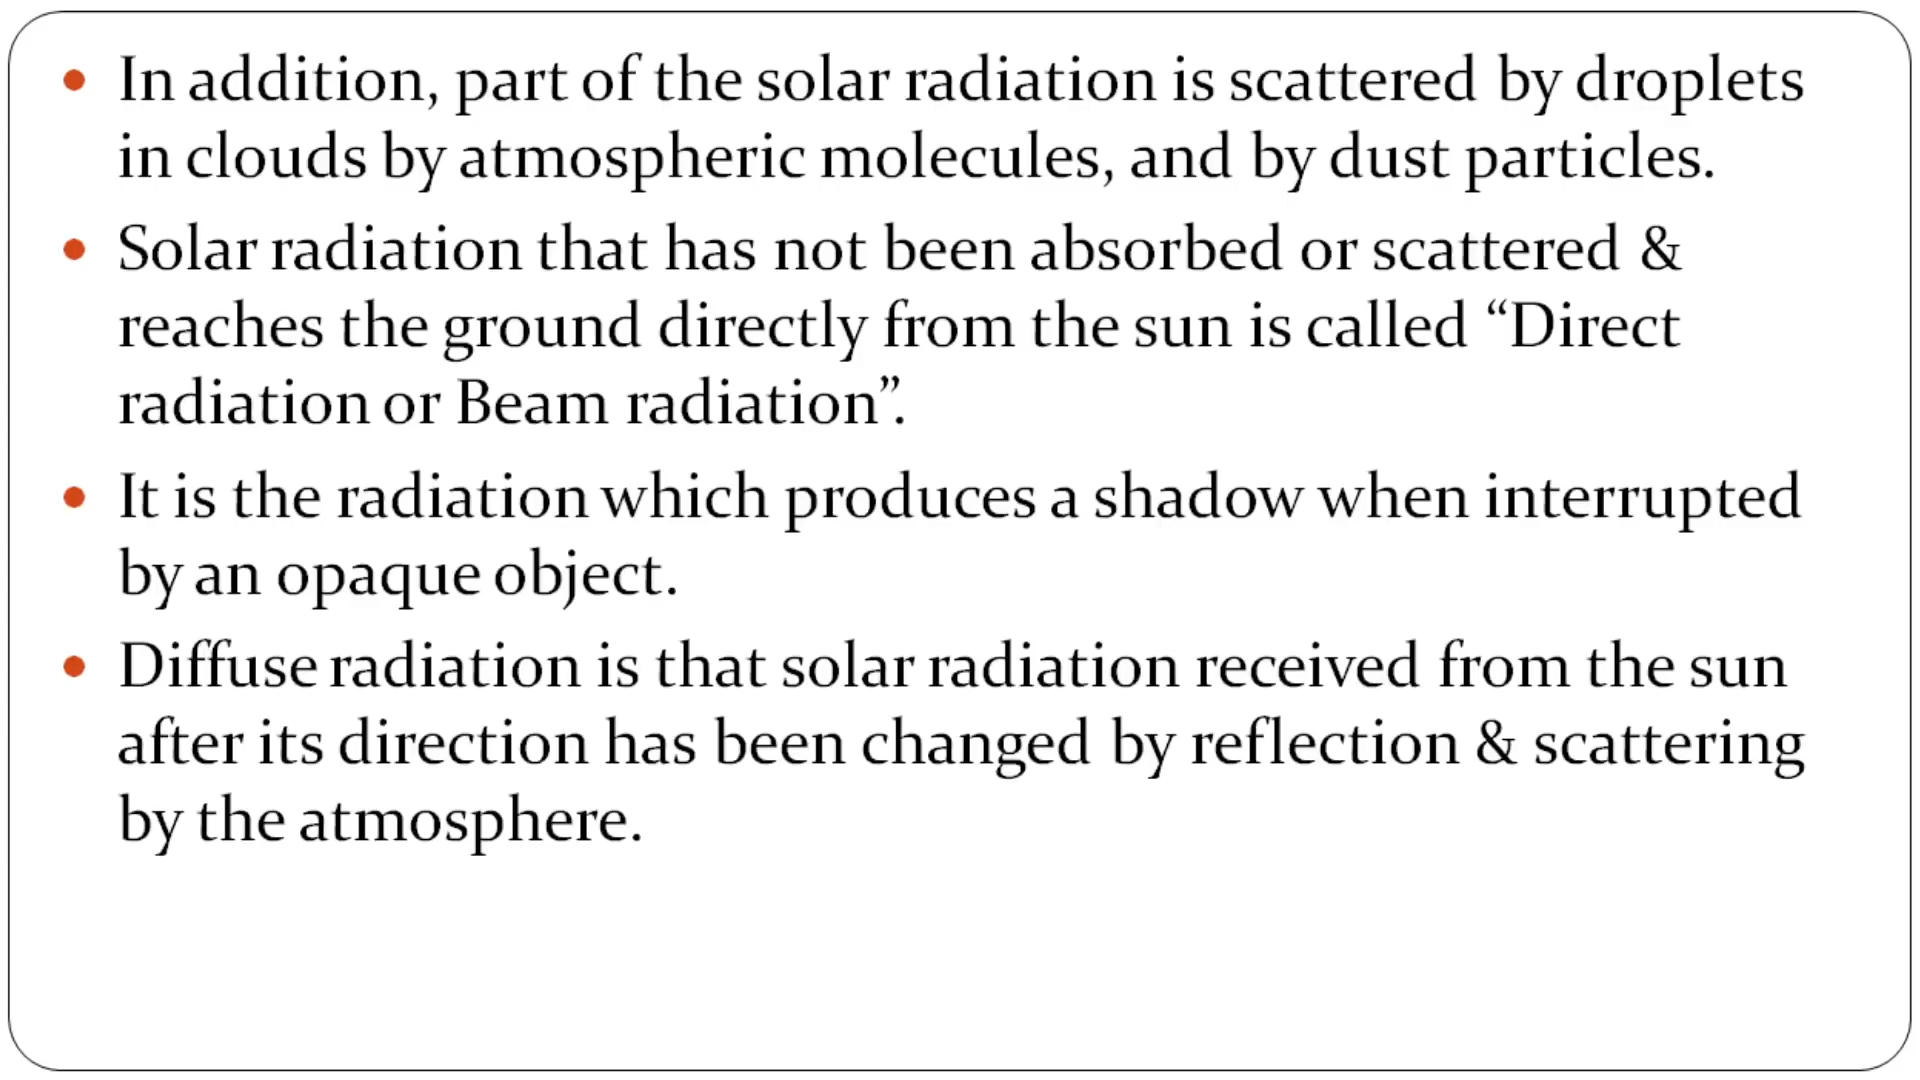 • In addition, part of the solar radiation is scattered by droplets
in clouds by atmospheric molecules, and by dust particles.
• Solar radiation that has not been absorbed or scattered &
reaches the ground directly from the sun is called “Direct
radiation or Beam radiation”.
• It is the radiation which produces a shadow when interrupted
by an opaque object.
• Diffuse radiation is that solar radiation received from the sun
after its direction has been changed by reflection & scattering
by the atmosphere.